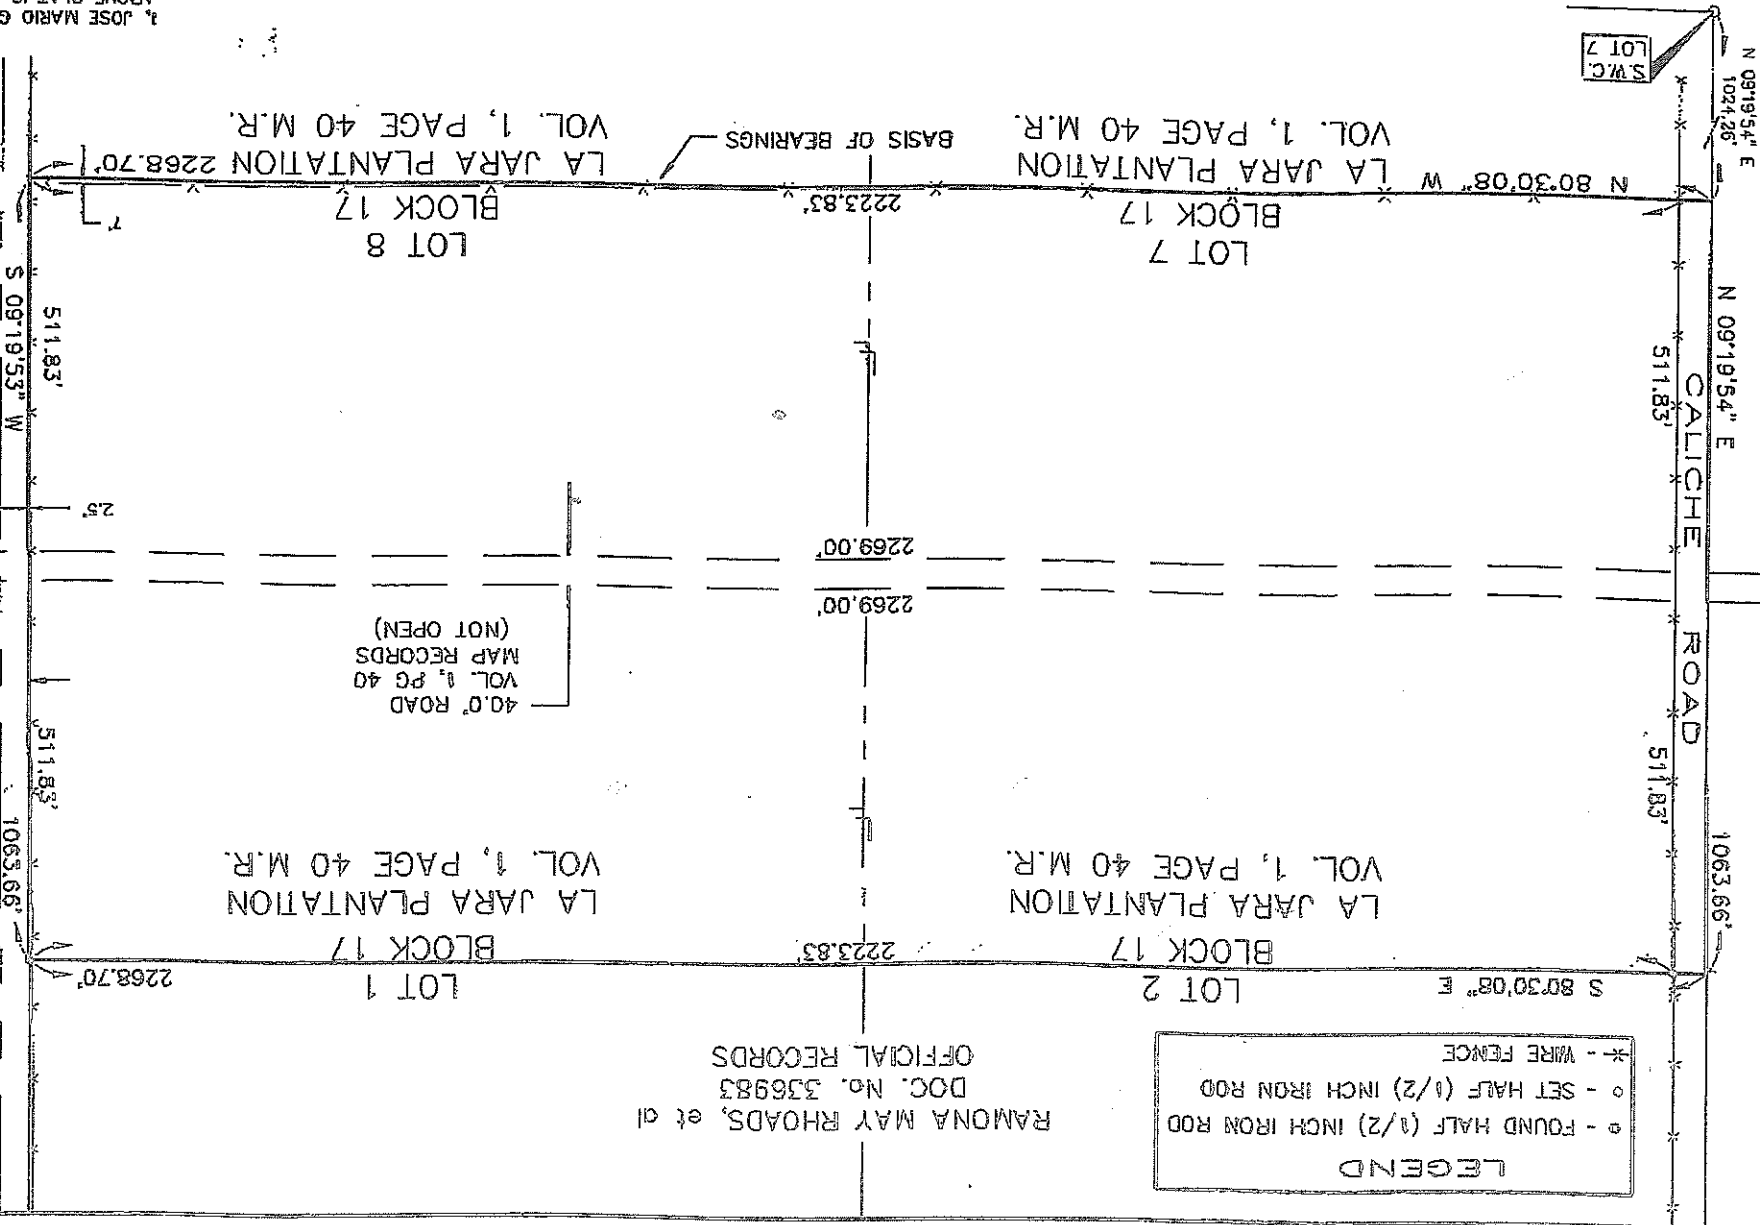 LEGEND
- FOUND HALF (1/2) INCH IRON ROD
- SET HALF (1/2) INCH IRON ROD
- WIRE FENCE
RAMONA MAY RHOADS, et al
DOC. No. 336983
OFFICIAL RECORDS
S 80°30'08" E
2223.83'
2268.70'
LOT 2
BLOCK 17
LA JARA PLANTATION
VOL. 1, PAGE 40 M.R.
LOT 1
BLOCK 17
LA JARA PLANTATION
VOL. 1, PAGE 40 M.R.
1063.66'
511.83'
511.83'
1063.66'
40.0' ROAD
VOL. 1, PG 40
MAP RECORDS
(NOT OPEN)
2269.00'
2269.00'
2.5'
CALICHE ROAD
N 09°19'54" E
511.83'
511.83'
S 09°19'53" W
LOT 7
BLOCK 17
LA JARA PLANTATION
VOL. 1, PAGE 40 M.R.
LOT 8
BLOCK 17
LA JARA PLANTATION
VOL. 1, PAGE 40 M.R.
1'
N 80°30'08" W
2223.83'
2268.70'
BASIS OF BEARINGS
N 09°19'54" E
1024.26'
S.W.C.
LOT 7
I, JOSE MARIO G
ABOVE PLAT IS